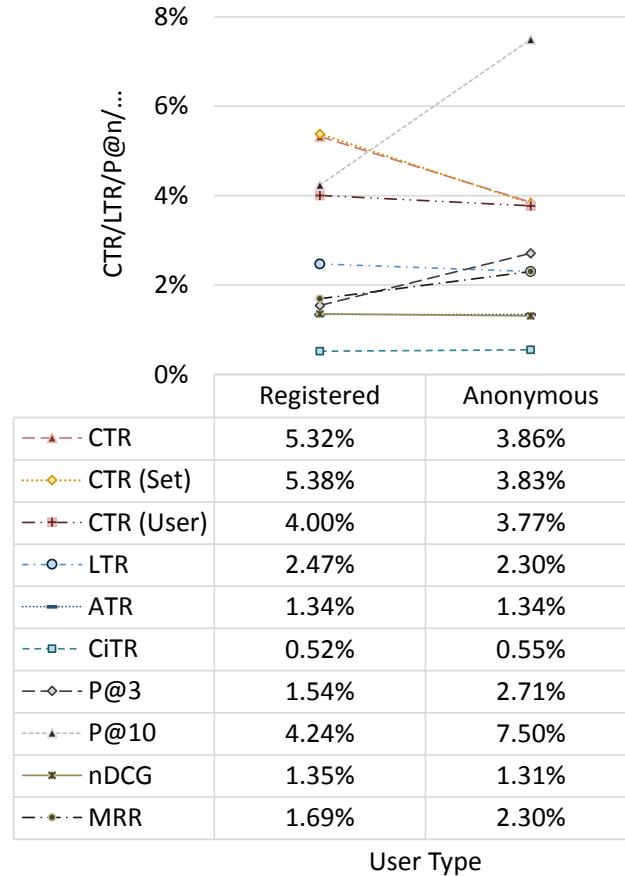 8%
6%
4%
2%
0%
CTR/LTR/P@n/...
Registered Anonymous
CTR 5.32% 3.86%
CTR (Set) 5.38% 3.83%
CTR (User) 4.00% 3.77%
LTR 2.47% 2.30%
ATR 1.34% 1.34%
CiTR 0.52% 0.55%
P@3 1.54% 2.71%
P@10 4.24% 7.50%
nDCG 1.35% 1.31%
MRR 1.69% 2.30%
User Type